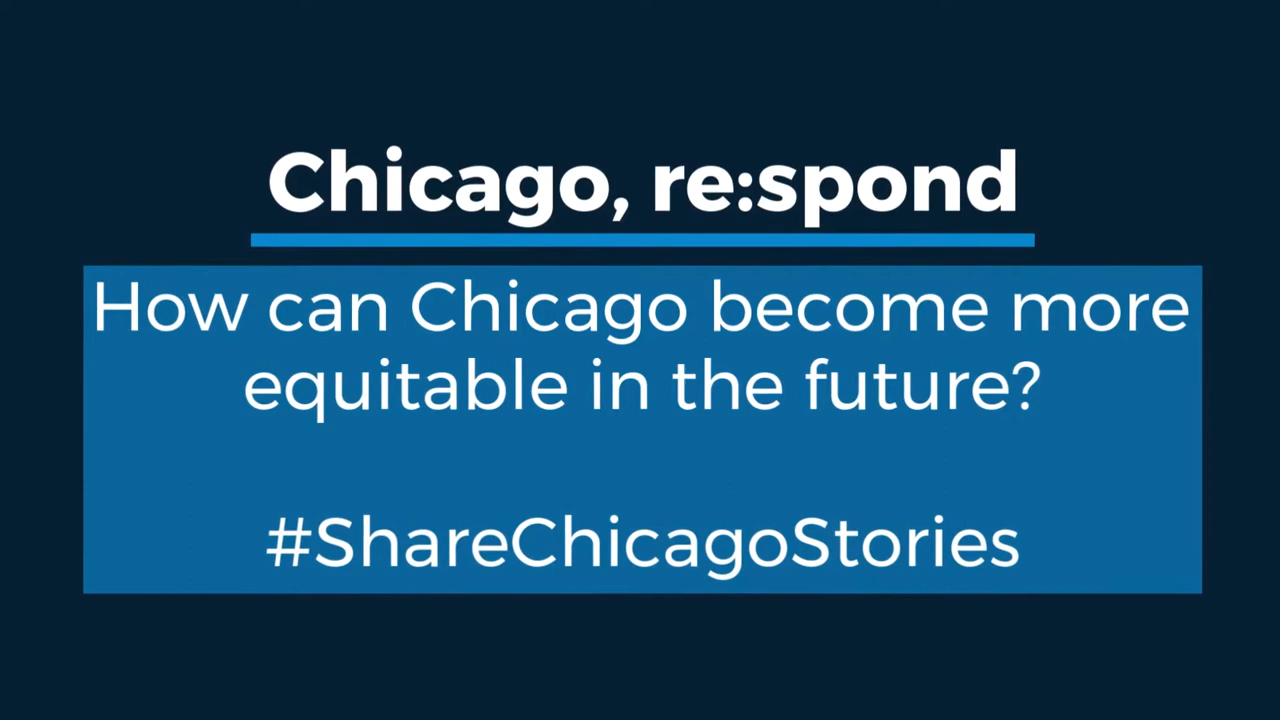 Chicago, re:spond
How can Chicago become more
equitable in the future?
#ShareChicagoStories